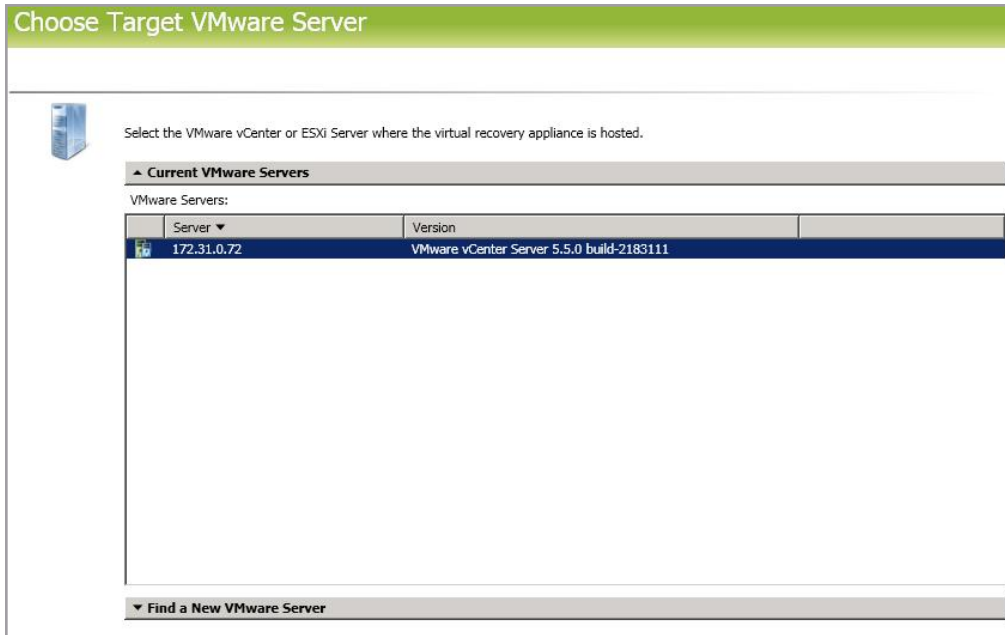 Choose Target VMware Server
Select the VMware vCenter or ESXi Server where the virtual recovery appliance is hosted.
Current VMware Servers
VMware Servers:
Server Version
172.31.0.72 VMware vCenter Server 5.5.0 build-2183111
Find a New VMware Server